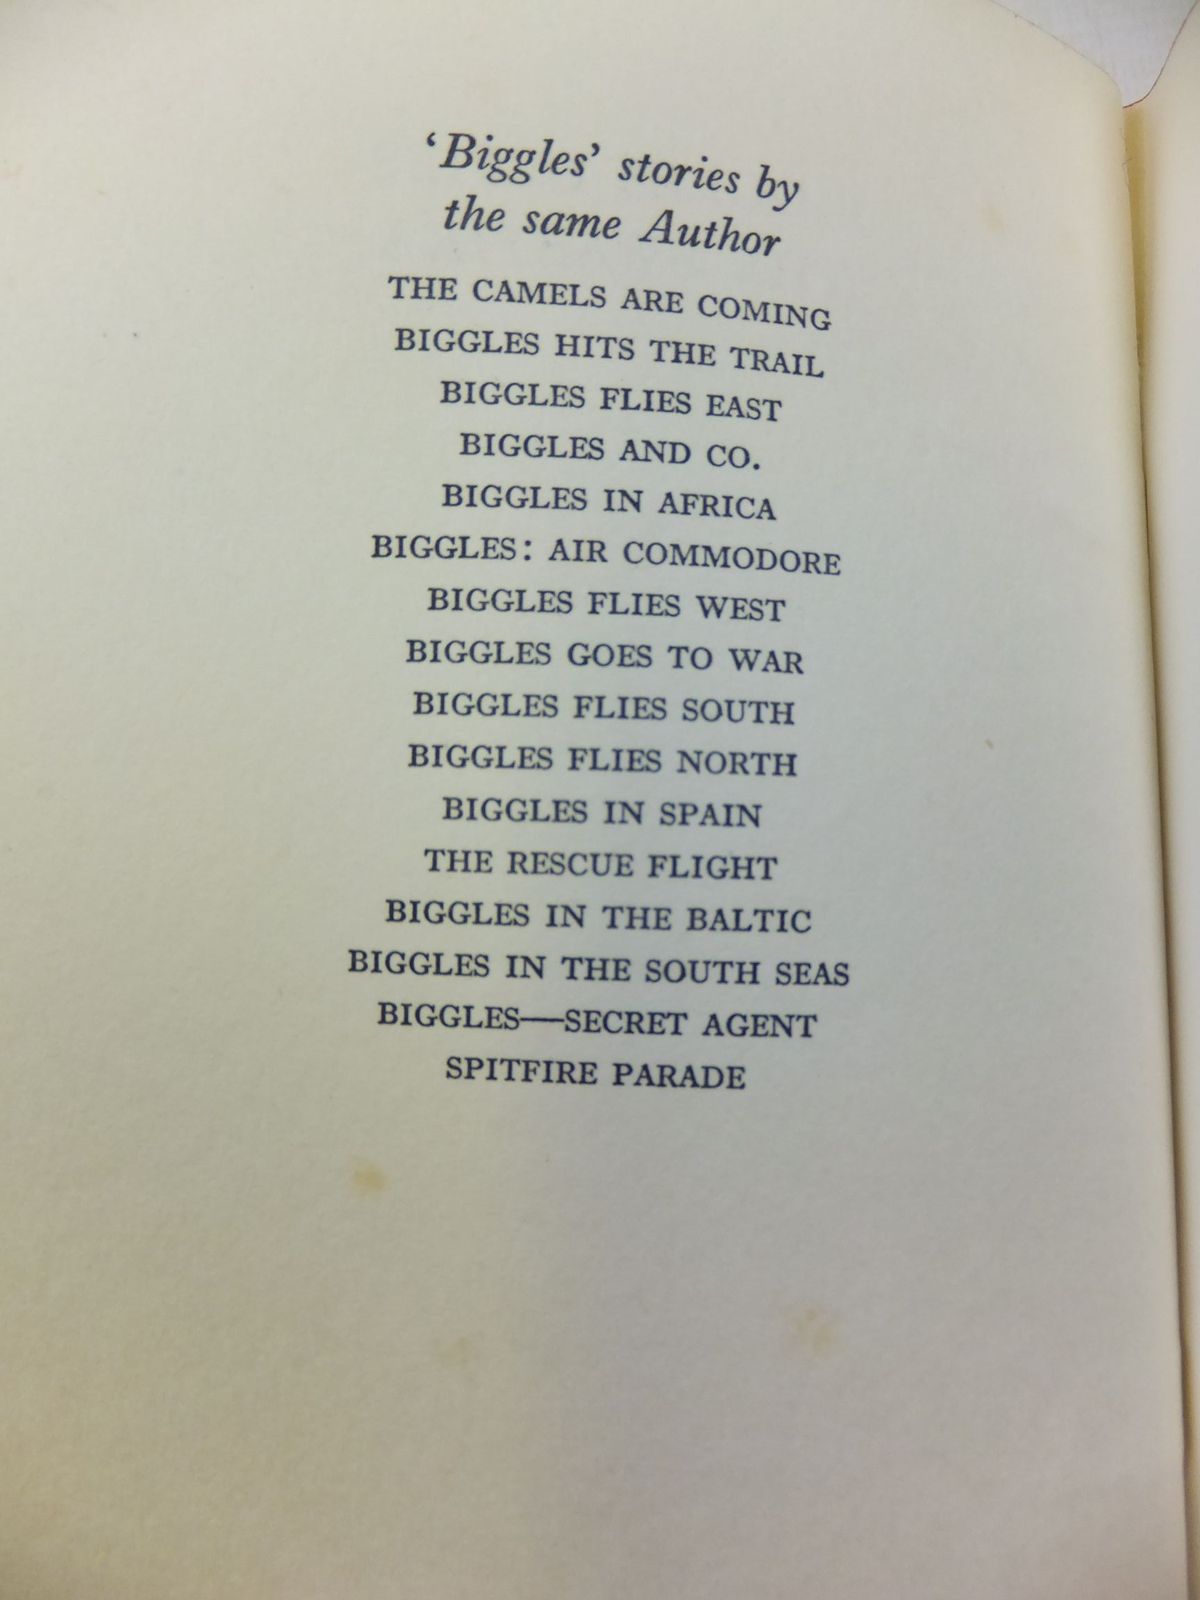 ‘Biggles’ stories by
the same Author
THE CAMELS ARE COMING
BIGGLES HITS THE TRAIL
BIGGLES FLIES EAST
BIGGLES AND CO.
BIGGLES IN AFRICA
BIGGLES: AIR COMMODORE
BIGGLES FLIES WEST
BIGGLES GOES TO WAR
BIGGLES FLIES SOUTH
BIGGLES FLIES NORTH
BIGGLES IN SPAIN
THE RESCUE FLIGHT
BIGGLES IN THE BALTIC
BIGGLES IN THE SOUTH SEAS
BIGGLES—SECRET AGENT
SPITFIRE PARADE